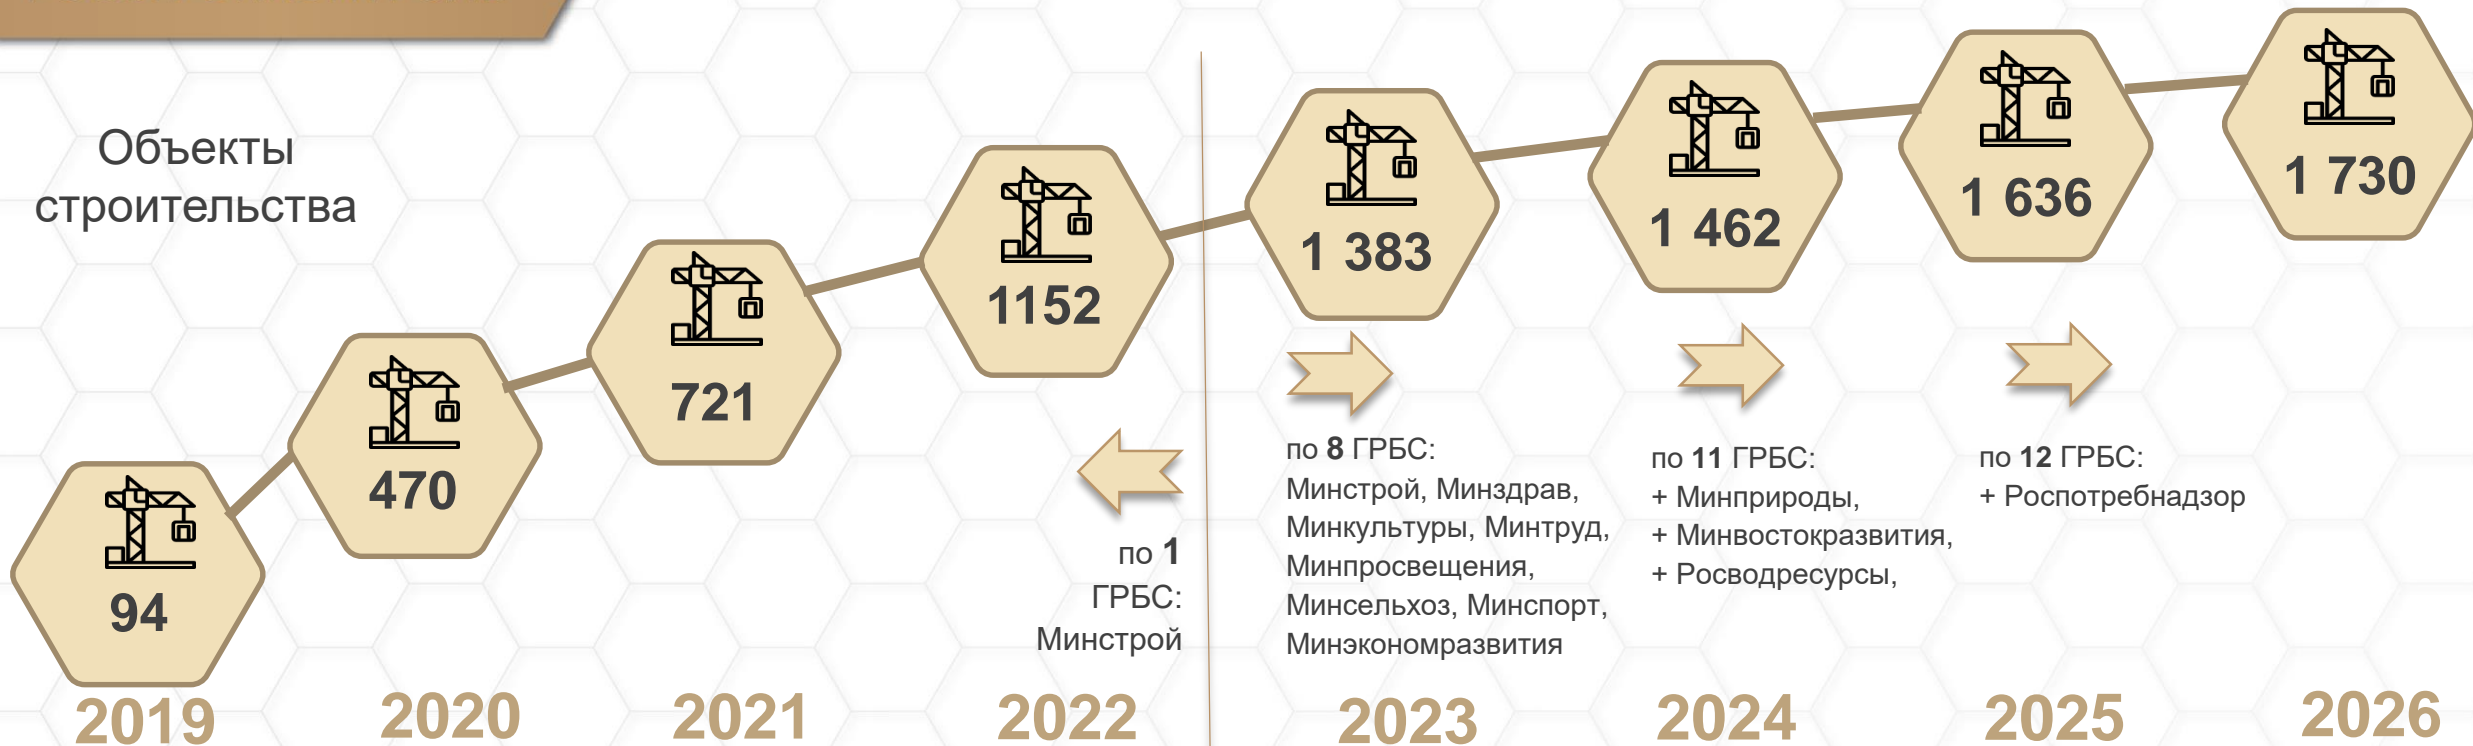 Объекты
строительства
94
470
721
1152
1 383
1 462
1 636
1 730
по 1
ГРБС:
Минстрой
по 8 ГРБС:
Минстрой, Минздрав,
Минкультуры, Минтруд,
Минпросвещения,
Минсельхоз, Минспорт,
Минэкономразвития
по 11 ГРБС:
+ Минприроды,
+ Минвостокразвития,
+ Росводресурсы,
по 12 ГРБС:
+ Роспотребнадзор
2019
2020
2021
2022
2023
2024
2025
2026